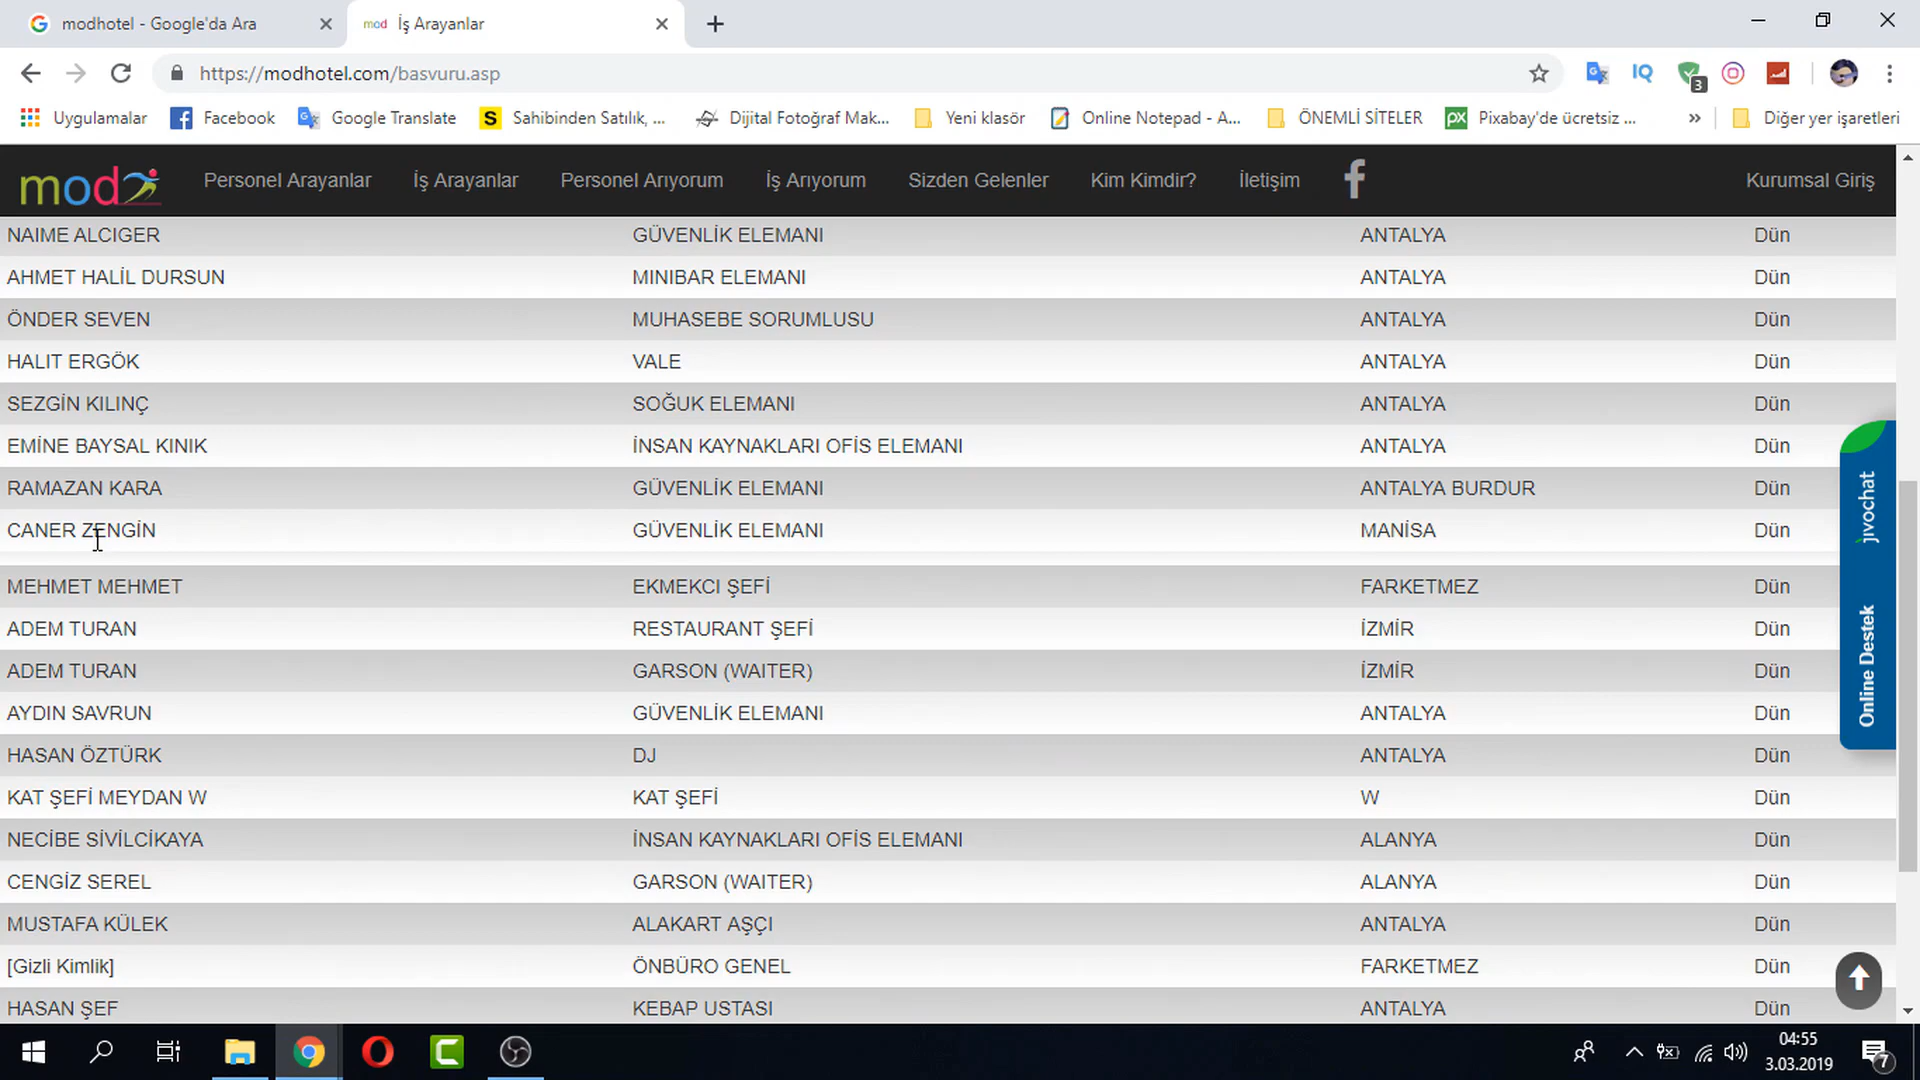 modhotel - Google'da Ara
mod İş Arayanlar
https://modhotel.com/basvuru.asp
IQ
3
Uygulamalar Facebook Google Translate S Sahibinden Satılık, ... Dijital Fotoğraf Mak... Yeni klasör Online Notepad - A... ÖNEMLİ SİTELER px Pixabay'de ücretsiz ... » Diğer yer işaretleri
mod Personel Arayanlar İş Arayanlar Personel Arıyorum İş Arıyorum Sizden Gelenler Kim Kimdir? İletişim f Kurumsal Giriş
NAIME ALCIGER GÜVENLİK ELEMANI ANTALYA Dün
AHMET HALİL DURSUN MINIBAR ELEMANI ANTALYA Dün
ÖNDER SEVEN MUHASEBE SORUMLUSU ANTALYA Dün
HALIT ERGÖK VALE ANTALYA Dün
SEZGİN KILINÇ SOĞUK ELEMANI ANTALYA Dün
EMİNE BAYSAL KINIK İNSAN KAYNAKLARI OFİS ELEMANI ANTALYA Dün
RAMAZAN KARA GÜVENLİK ELEMANI ANTALYA BURDUR Dün
CANER ZENGİN GÜVENLİK ELEMANI MANİSA Dün
MEHMET MEHMET EKMEKCI ŞEFİ FARKETMEZ Dün
ADEM TURAN RESTAURANT ŞEFİ İZMİR Dün
ADEM TURAN GARSON (WAITER) İZMİR Dün
AYDIN SAVRUN GÜVENLİK ELEMANI ANTALYA Dün
HASAN ÖZTÜRK DJ ANTALYA Dün
KAT ŞEFİ MEYDAN W KAT ŞEFİ W Dün
NECİBE SİVİLCİKAYA İNSAN KAYNAKLARI OFİS ELEMANI ALANYA Dün
CENGİZ SEREL GARSON (WAITER) ALANYA Dün
MUSTAFA KÜLEK ALAKART AŞÇI ANTALYA Dün
[Gizli Kimlik] ÖNBÜRO GENEL FARKETMEZ Dün
HASAN ŞEF KEBAP USTASI ANTALYA Dün
jivochat
Online Destek
04:55
3.03.2019
7